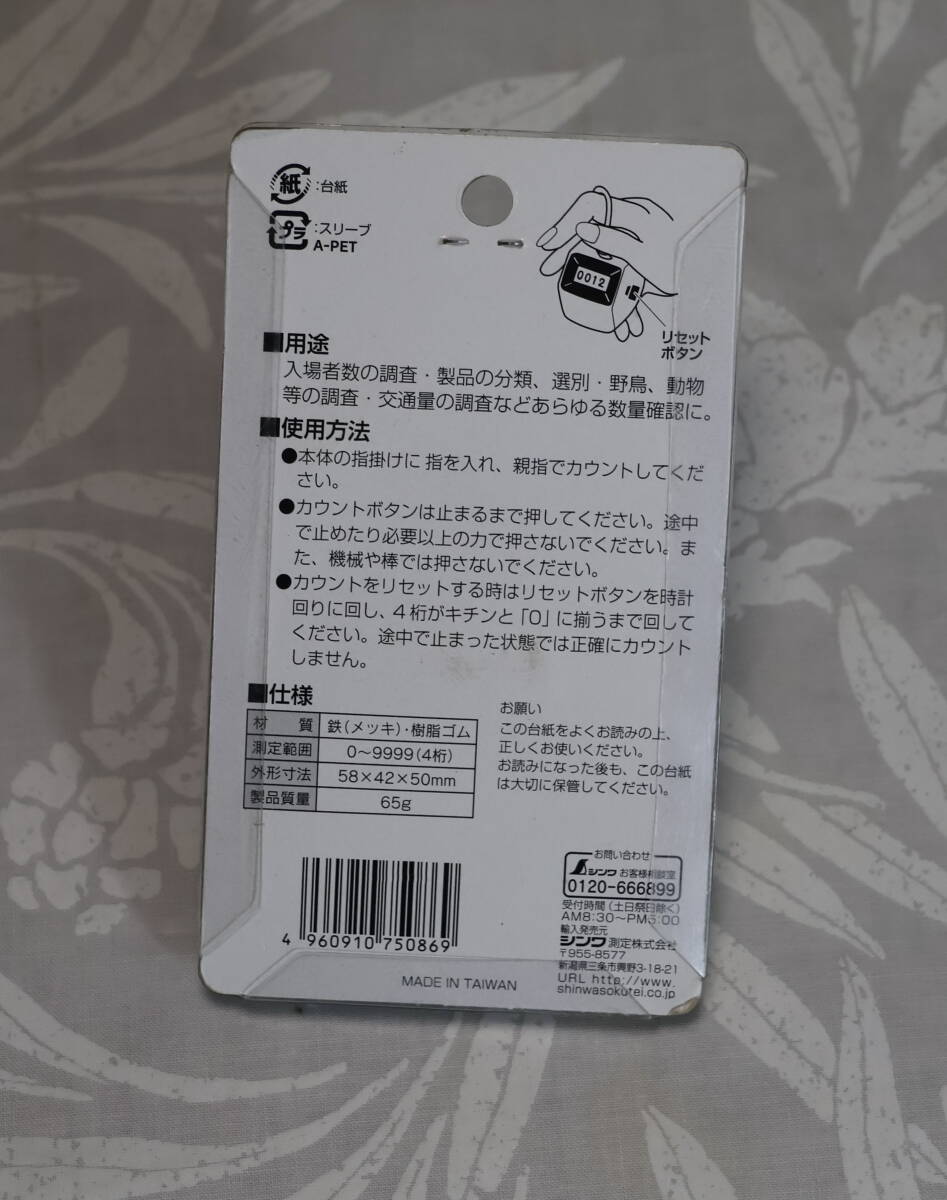 紙:台紙
プラ:スリーブ
A-PET
0012
リセット
ボタン
■用途
入場者数の調査・製品の分類、選別・野鳥、動物
等の調査・交通量の調査などあらゆる数量確認に。
■使用方法
●本体の指掛けに 指を入れ、親指でカウントしてくだ
さい。
●カウントボタンは止まるまで押してください。途中
で止めたり必要以上の力で押さないでください。ま
た、機械や棒では押さないでください。
●カウントをリセットする時はリセットボタンを時計
回りに回し、4桁がキチンと「0」に揃うまで回して
ください。途中で止まった状態では正確にカウント
しません。
■仕様
材 質 鉄(メッキ)・樹脂ゴム
測定範囲 0〜9999(4桁)
外形寸法 58×42×50mm
製品質量 65g
お願い
この台紙をよくお読みの上、
正しくお使いください。
お読みになった後も、この台紙
は大切に保管してください。
4 960910 750869
MADE IN TAIWAN
お問い合わせ
シンワ お客様相談室
0120-666899
受付時間(土日祭日除く)
AM8:30〜PM5:00
輸入発売元
シンワ測定株式会社
〒955-8577
新潟県三条市興野3-18-21
URL http://www.
shinwasokutei.co.jp